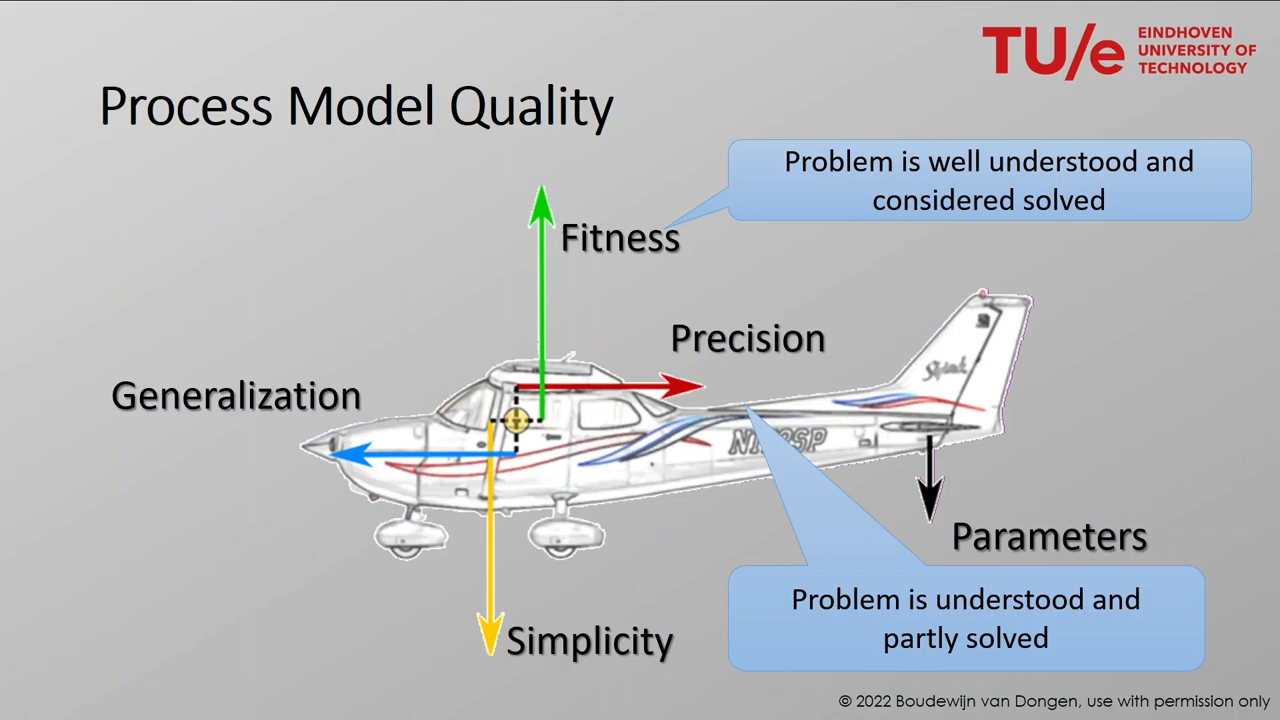 TU/e
EINDHOVEN
UNIVERSITY OF
TECHNOLOGY
Process Model Quality
Problem is well understood and
considered solved
Fitness
Precision
Generalization
Parameters
Problem is understood and
partly solved
Simplicity
© 2022 Boudewijn van Dongen, use with permission only